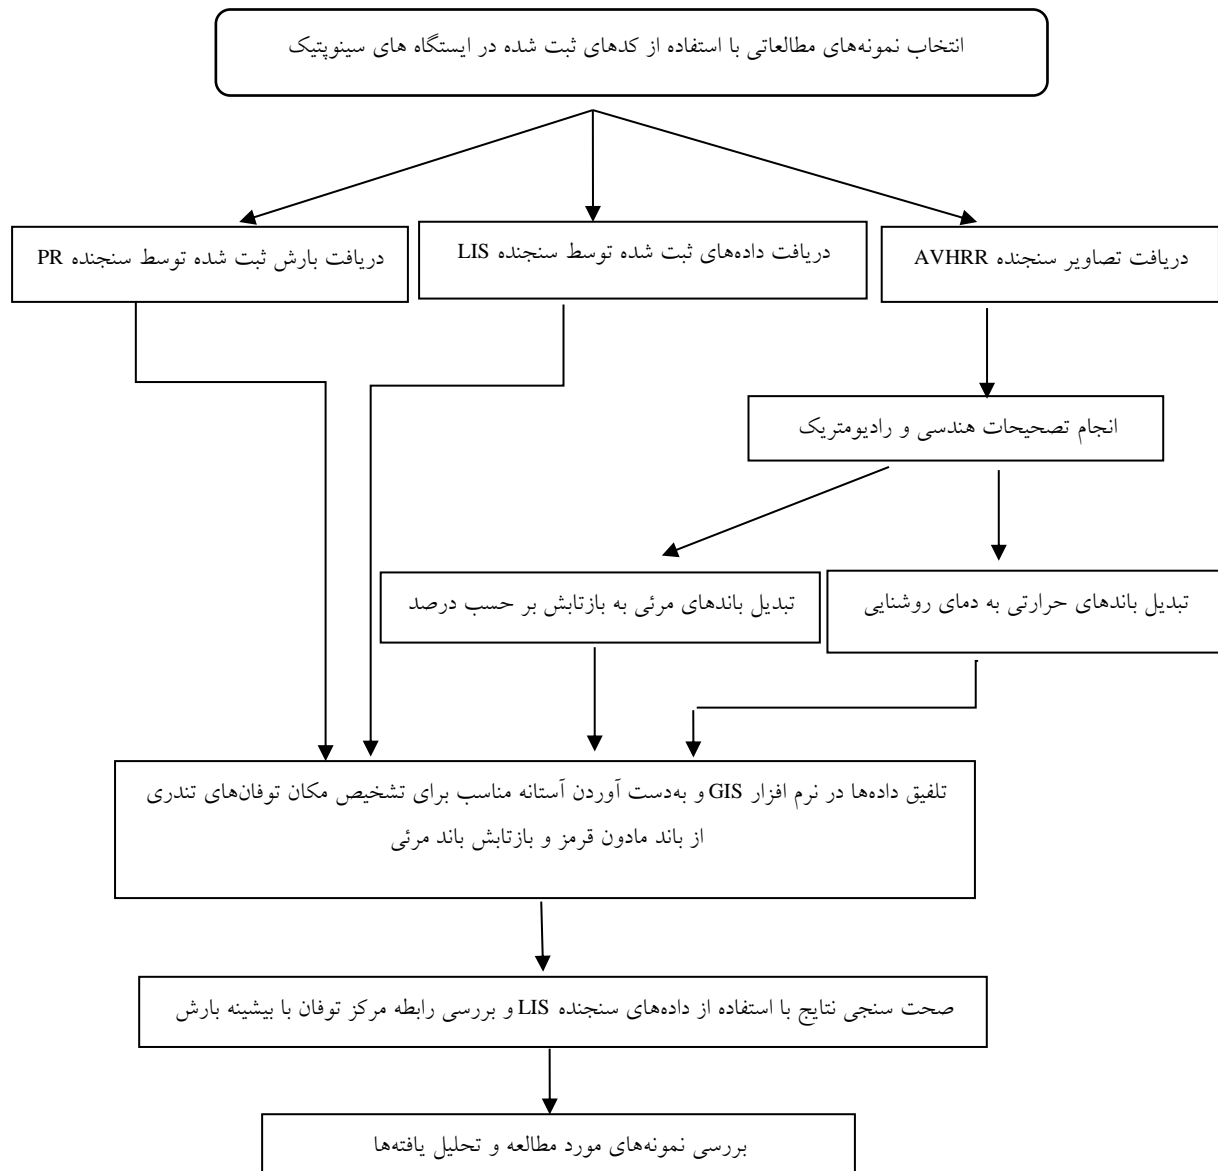 انتخاب نمونه‌های مطالعاتی با استفاده از کدهای ثبت شده در ایستگاه های سینوپتیک
دریافت تصاویر سنجنده AVHRR
دریافت داده‌های ثبت شده توسط سنجنده LIS
دریافت بارش ثبت شده توسط سنجنده PR
انجام تصحیحات هندسی و رادیومتریک
تبدیل باندهای حرارتی به دمای روشنایی
تبدیل باندهای مرئی به بازتابش بر حسب درصد
تلفیق داده‌ها در نرم افزار GIS و به‌دست آوردن آستانه مناسب برای تشخیص مکان توفان‌های تندری
از باند مادون قرمز و بازتابش باند مرئی
صحت سنجی نتایج با استفاده از داده‌های سنجنده LIS و بررسی رابطه مرکز توفان با بیشینه بارش
بررسی نمونه‌های مورد مطالعه و تحلیل یافته‌ها